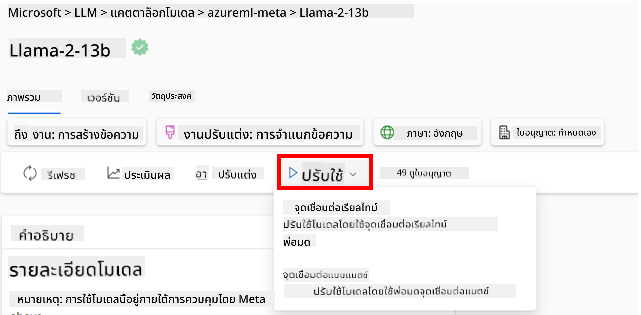 Microsoft > LLM > แคตตาล็อกโมเดล > azureml-meta > Llama-2-13b
Llama-2-13b
ภาพรวม เวอร์ชัน วัตถุประสงค์
ถึง งาน: การสร้างข้อความ งานปรับแต่ง: การจำแนกข้อความ ภาษา: อังกฤษ ใบอนุญาต: กำหนดเอง
รีเฟรช ประเมินผล อา ปรับแต่ง ปรับใช้ 49 ดูใบอนุญาต
จุดเชื่อมต่อเรียลไทม์
ปรับใช้โมเดลโดยใช้จุดเชื่อมต่อเรียลไทม์
พ่อมด
คำอธิบาย
รายละเอียดโมเดล
จุดเชื่อมต่อแบบแบตช์
ปรับใช้โมเดลโดยใช้พ่อมดจุดเชื่อมต่อแบตช์
หมายเหตุ: การใช้โมเดลนี้อยู่ภายใต้การควบคุมโดย Meta